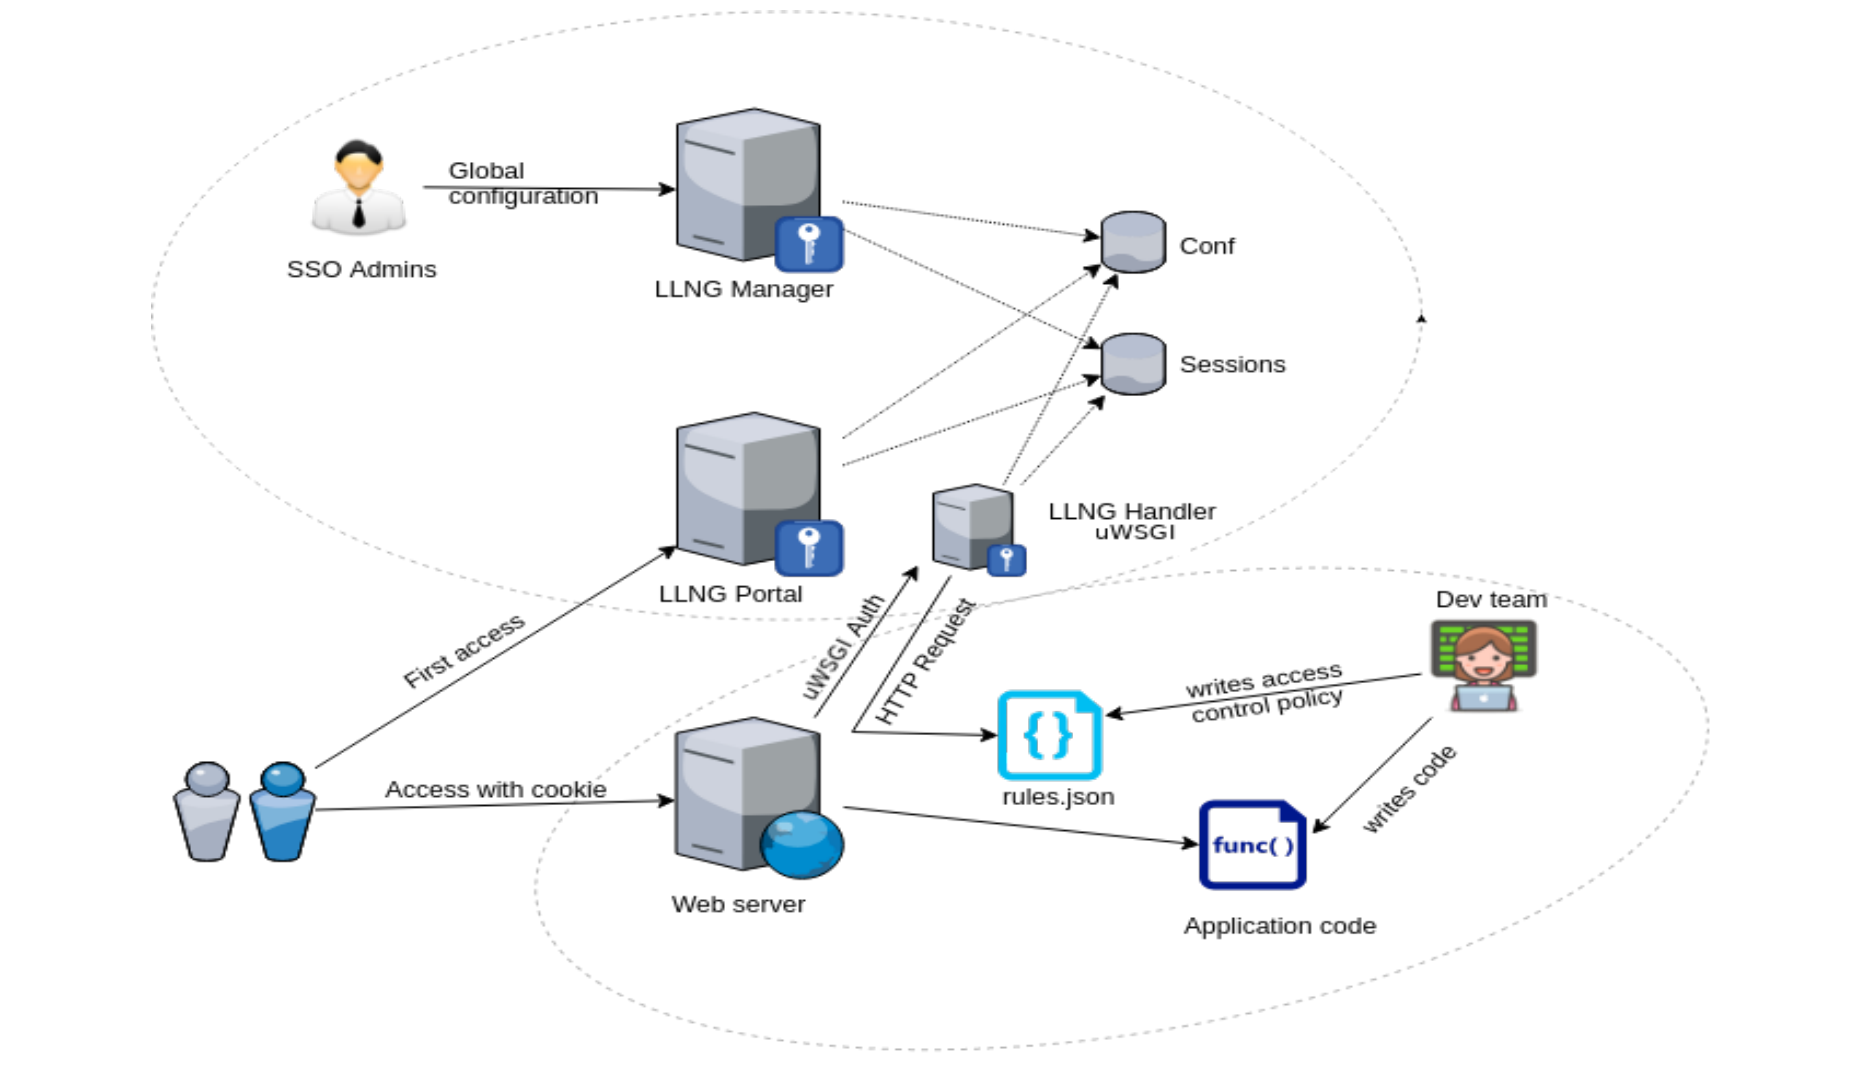 Global
configuration
SSO Admins
LLNG Manager
Conf
Sessions
LLNG Handler
uWSGI
LLNG Portal
First access
uWSGI Auth
HTTP Request
Dev team
writes access
control policy
Access with cookie
rules.json
writes code
func( )
Web server
Application code